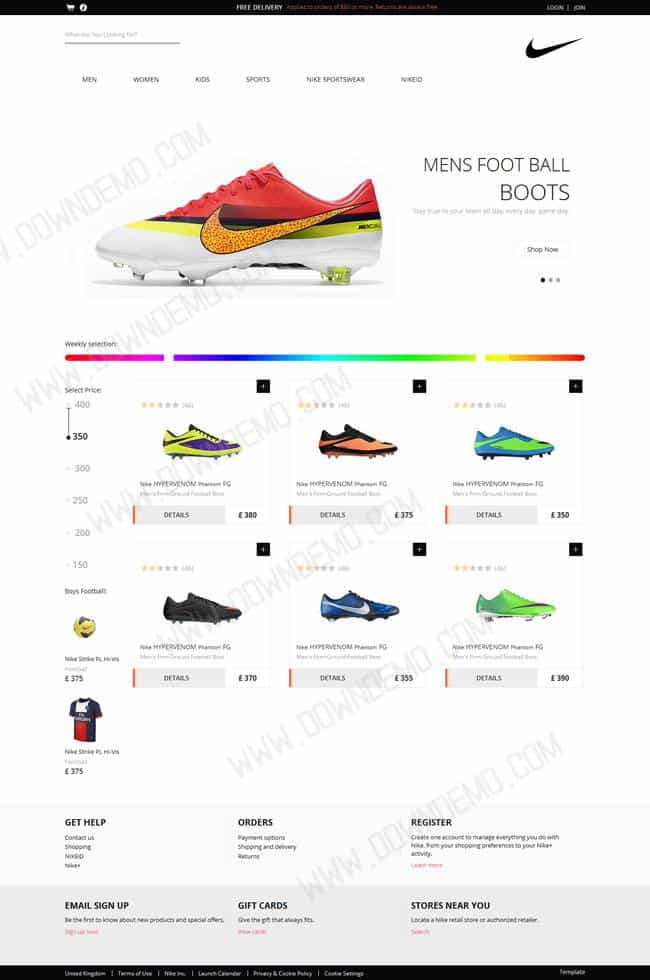 FREE DELIVERY Applies to orders of $50 or more. Returns are always free.
LOGIN | JOIN
What Are You Looking for?
MEN WOMEN KIDS SPORTS NIKE SPORTSWEAR NIKEID
MENS FOOT BALL
BOOTS
Stay true to your team all day, every day. game day.
Shop Now
Weekly selection:
Select Price:
400
350
300
250
200
150
(46)
Nike HYPERVENOM Phantom FG
Men's Firm-Ground Football Boot
DETAILS £ 380
(46)
Nike HYPERVENOM Phantom FG
Men's Firm-Ground Football Boot
DETAILS £ 375
(46)
Nike HYPERVENOM Phantom FG
Men's Firm-Ground Football Boot
DETAILS £ 350
(46)
Nike HYPERVENOM Phantom FG
Men's Firm-Ground Football Boot
DETAILS £ 370
(46)
Nike HYPERVENOM Phantom FG
Men's Firm-Ground Football Boot
DETAILS £ 355
(46)
Nike HYPERVENOM Phantom FG
Men's Firm-Ground Football Boot
DETAILS £ 390
Boys Football:
Nike Strike PL Hi-Vis
Football
£ 375
Nike Strike PL Hi-Vis
Football
£ 375
GET HELP
Contact us
Shopping
NIKEiD
Nike+
ORDERS
Payment options
Shipping and delivery
Returns
REGISTER
Create one account to manage everything you do with
Nike, from your shopping preferences to your Nike+
activity.
Learn more
EMAIL SIGN UP
Be the first to know about new products and special offers.
Sign up now
GIFT CARDS
Give the gift that always fits.
View cards
STORES NEAR YOU
Locate a Nike retail store or authorized retailer.
Search
United Kingdom | Terms of Use | Nike Inc. | Launch Calendar | Privacy & Cookie Policy | Cookie Settings
Template
WWW.DOWNDEMO.COM
WWW.DOWNDEMO.COM
WWW.DOWNDEMO.COM
WWW.DOWNDEMO.COM
WWW.DOWNDEMO.COM